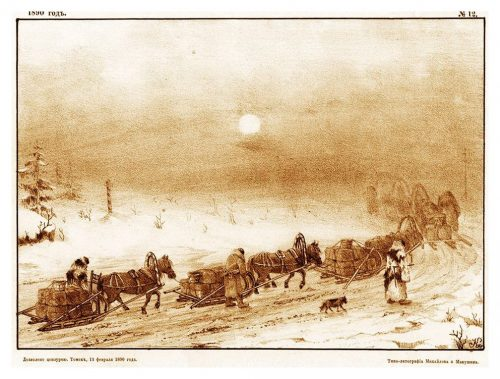 1890 годъ.
№ 12.
Дозволено цензурою. Томскъ, 15 февраля 1890 года.
Типо-литографія Михайлова и Макушина.